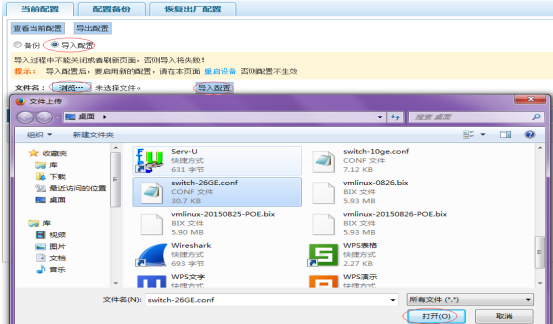 当前配置 配置备份 恢复出厂配置
查看当前配置 导出配置
备份 导入配置
导入过程中不能关闭或者刷新页面，否则导入将失败！
提示： 导入配置后，要启用新的配置，请在本页面 重启设备 否则配置不生效
文件名： 浏览… 未选择文件。 导入配置
文件上传
桌面 搜索 桌面
组织 新建文件夹
收藏夹
库
下载
最近访问的位置
桌面
库
视频
图片
文档
音乐
Serv-U
快捷方式
631 字节
switch-10ge.conf
CONF 文件
7.12 KB
switch-26GE.conf
CONF 文件
30.7 KB
vmlinux-0826.bix
BIX 文件
5.93 MB
vmlinux-20150825-POE.bix
BIX 文件
5.90 MB
vmlinux-20150826-POE.bix
BIX 文件
5.93 MB
Wireshark
快捷方式
693 字节
WPS表格
快捷方式
2.27 KB
WPS文字
快捷方式
WPS演示
快捷方式
文件名(N): switch-26GE.conf 所有文件 (*.*)
打开(O) 取消